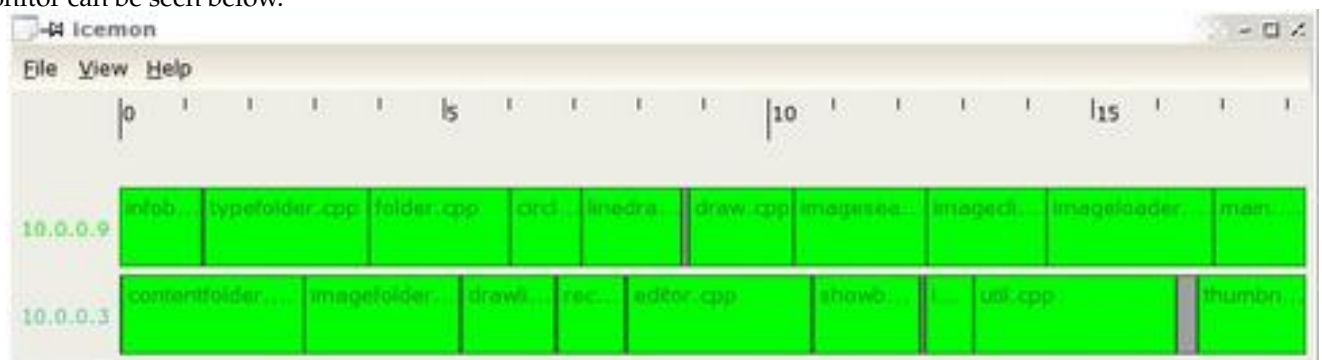 onitor can be seen below.
Icemon
File View Help
0 5 10 15
10.0.0.9 infob... typefolder.cpp folder.cpp circl... linedra... draw.cpp imagesea... imagecli... imageloader... main....
10.0.0.3 contentfolder.... imagefolder... drawli... rec... editor.cpp showb... i... util.cpp thumbn...